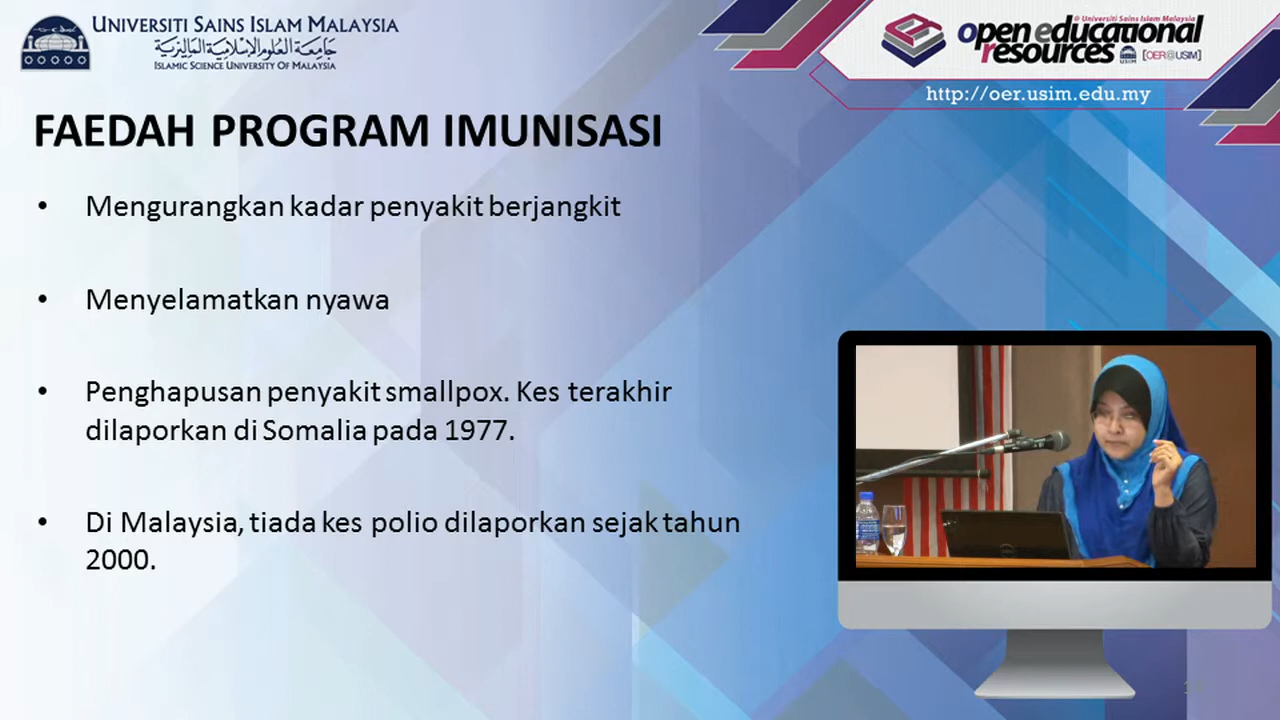 UNIVERSITI SAINS ISLAM MALAYSIA
جامعة العلوم الإسلامية الماليزية
ISLAMIC SCIENCE UNIVERSITY OF MALAYSIA
@ Universiti Sains Islam Malaysia
open educational
resources
USIM
[OER@USIM]
http://oer.usim.edu.my
FAEDAH PROGRAM IMUNISASI
• Mengurangkan kadar penyakit berjangkit
• Menyelamatkan nyawa
• Penghapusan penyakit smallpox. Kes terakhir
dilaporkan di Somalia pada 1977.
• Di Malaysia, tiada kes polio dilaporkan sejak tahun
2000.